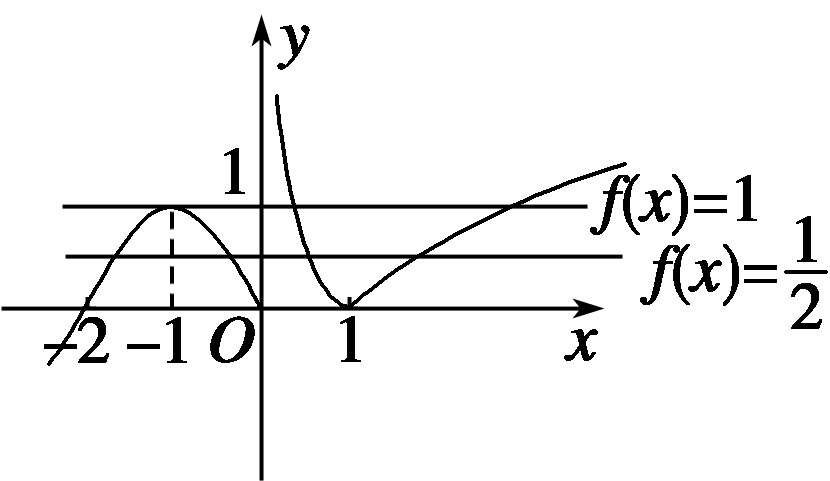 y
1
f(x)=1
f(x)=1/2
−2 −1 O 1 x